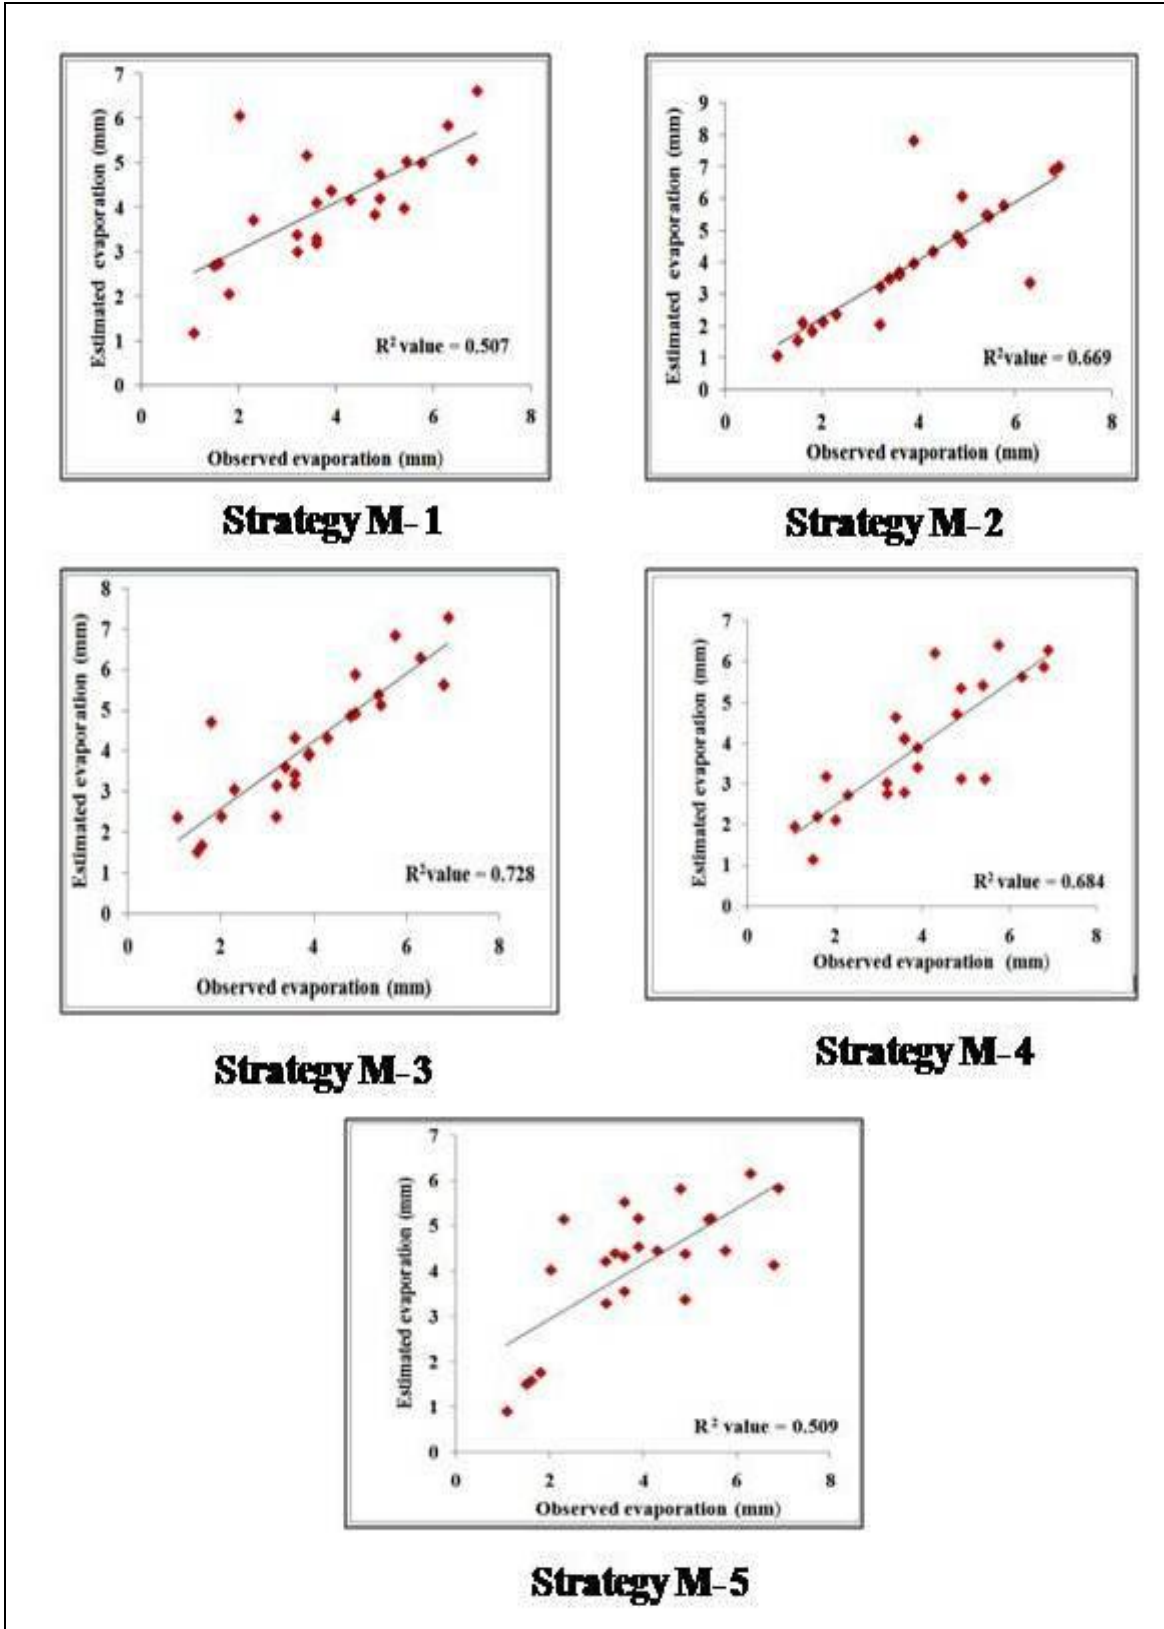 Estimated evaporation (mm)
7
6
5
4
3
2
1
0
R² value = 0.507
0 2 4 6 8
Observed evaporation (mm)
Strategy M- 1
Estimated evaporation (mm)
9
8
7
6
5
4
3
2
1
0
R²value = 0.669
0 2 4 6 8
Observed evaporation (mm)
Strategy M- 2
Estimated evaporation (mm)
8
7
6
5
4
3
2
1
0
R²value = 0.728
0 2 4 6 8
Observed evaporation (mm)
Strategy M- 3
Estimated evaporation (mm)
7
6
5
4
3
2
1
0
R² value = 0.684
0 2 4 6 8
Observed evaporation (mm)
Strategy M- 4
Estimated evaporation (mm)
7
6
5
4
3
2
1
0
R² value = 0.509
0 2 4 6 8
Observed evaporation (mm)
Strategy M- 5